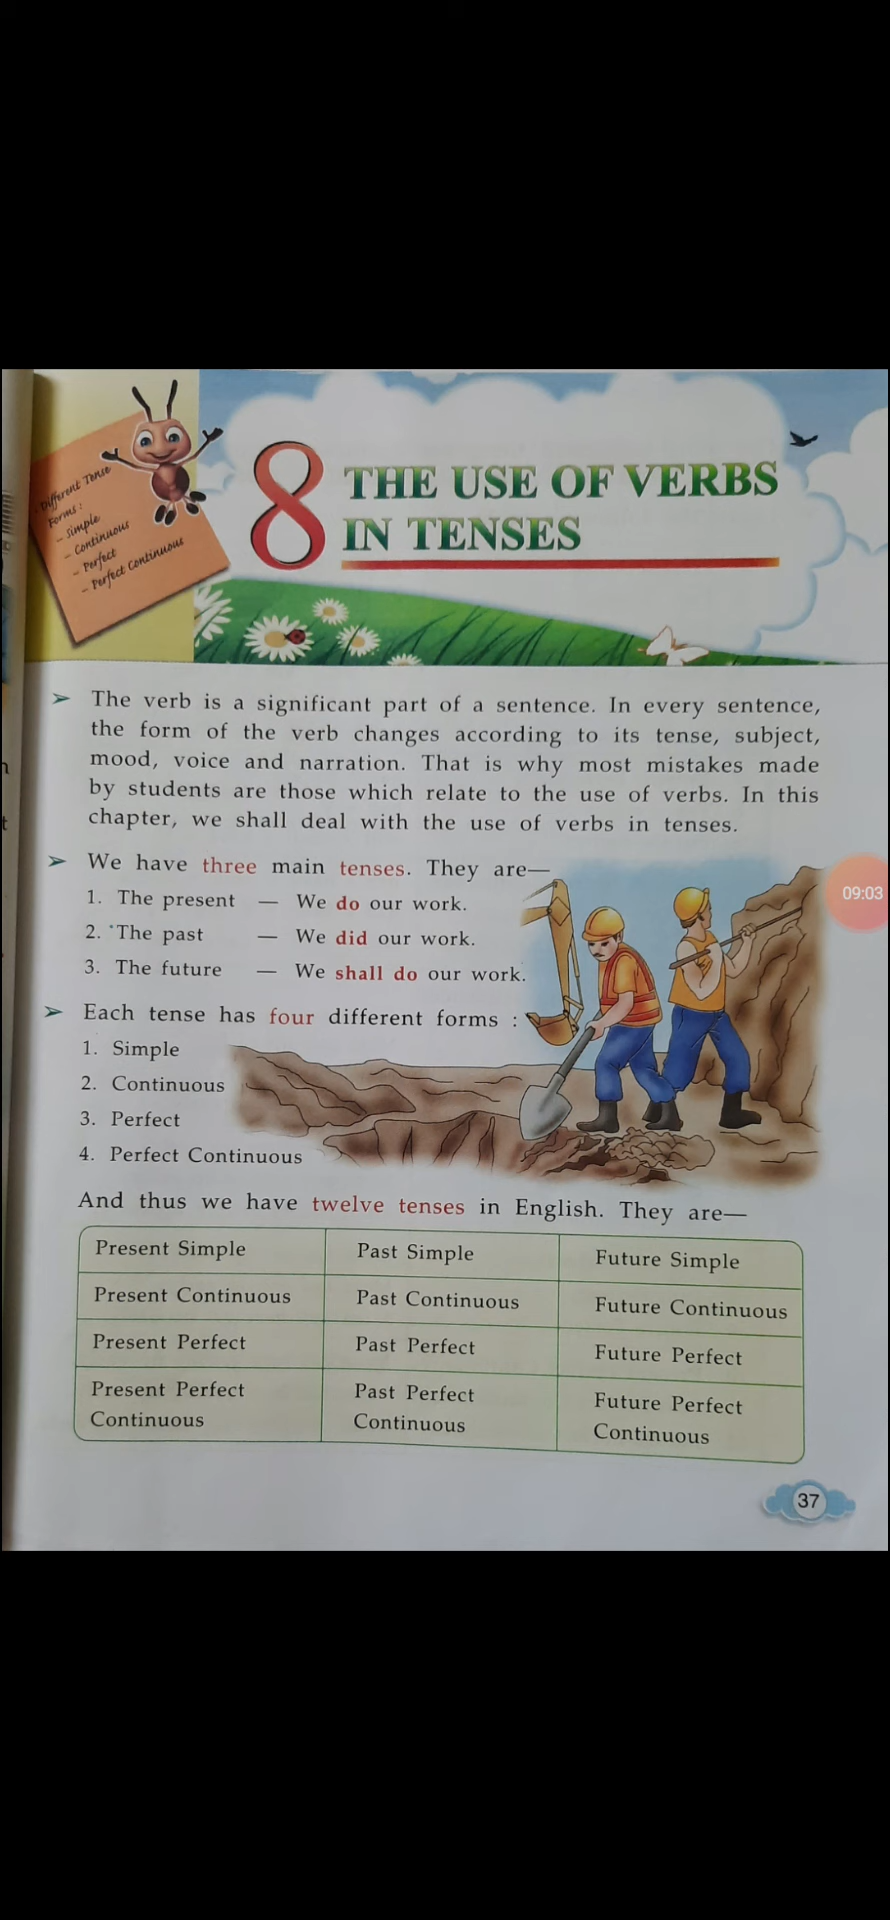 Different Tense
Forms :
– Simple
– Continuous
– Perfect
– Perfect Continuous
8
THE USE OF VERBS
IN TENSES
➢ The verb is a significant part of a sentence. In every sentence,
the form of the verb changes according to its tense, subject,
mood, voice and narration. That is why most mistakes made
by students are those which relate to the use of verbs. In this
chapter, we shall deal with the use of verbs in tenses.
➢ We have three main tenses. They are—
1. The present — We do our work.
2. The past — We did our work.
3. The future — We shall do our work.
09:03
➢ Each tense has four different forms :
1. Simple
2. Continuous
3. Perfect
4. Perfect Continuous
And thus we have twelve tenses in English. They are—
Present Simple Past Simple Future Simple
Present Continuous Past Continuous Future Continuous
Present Perfect Past Perfect Future Perfect
Present Perfect Past Perfect Future Perfect
Continuous Continuous Continuous
37